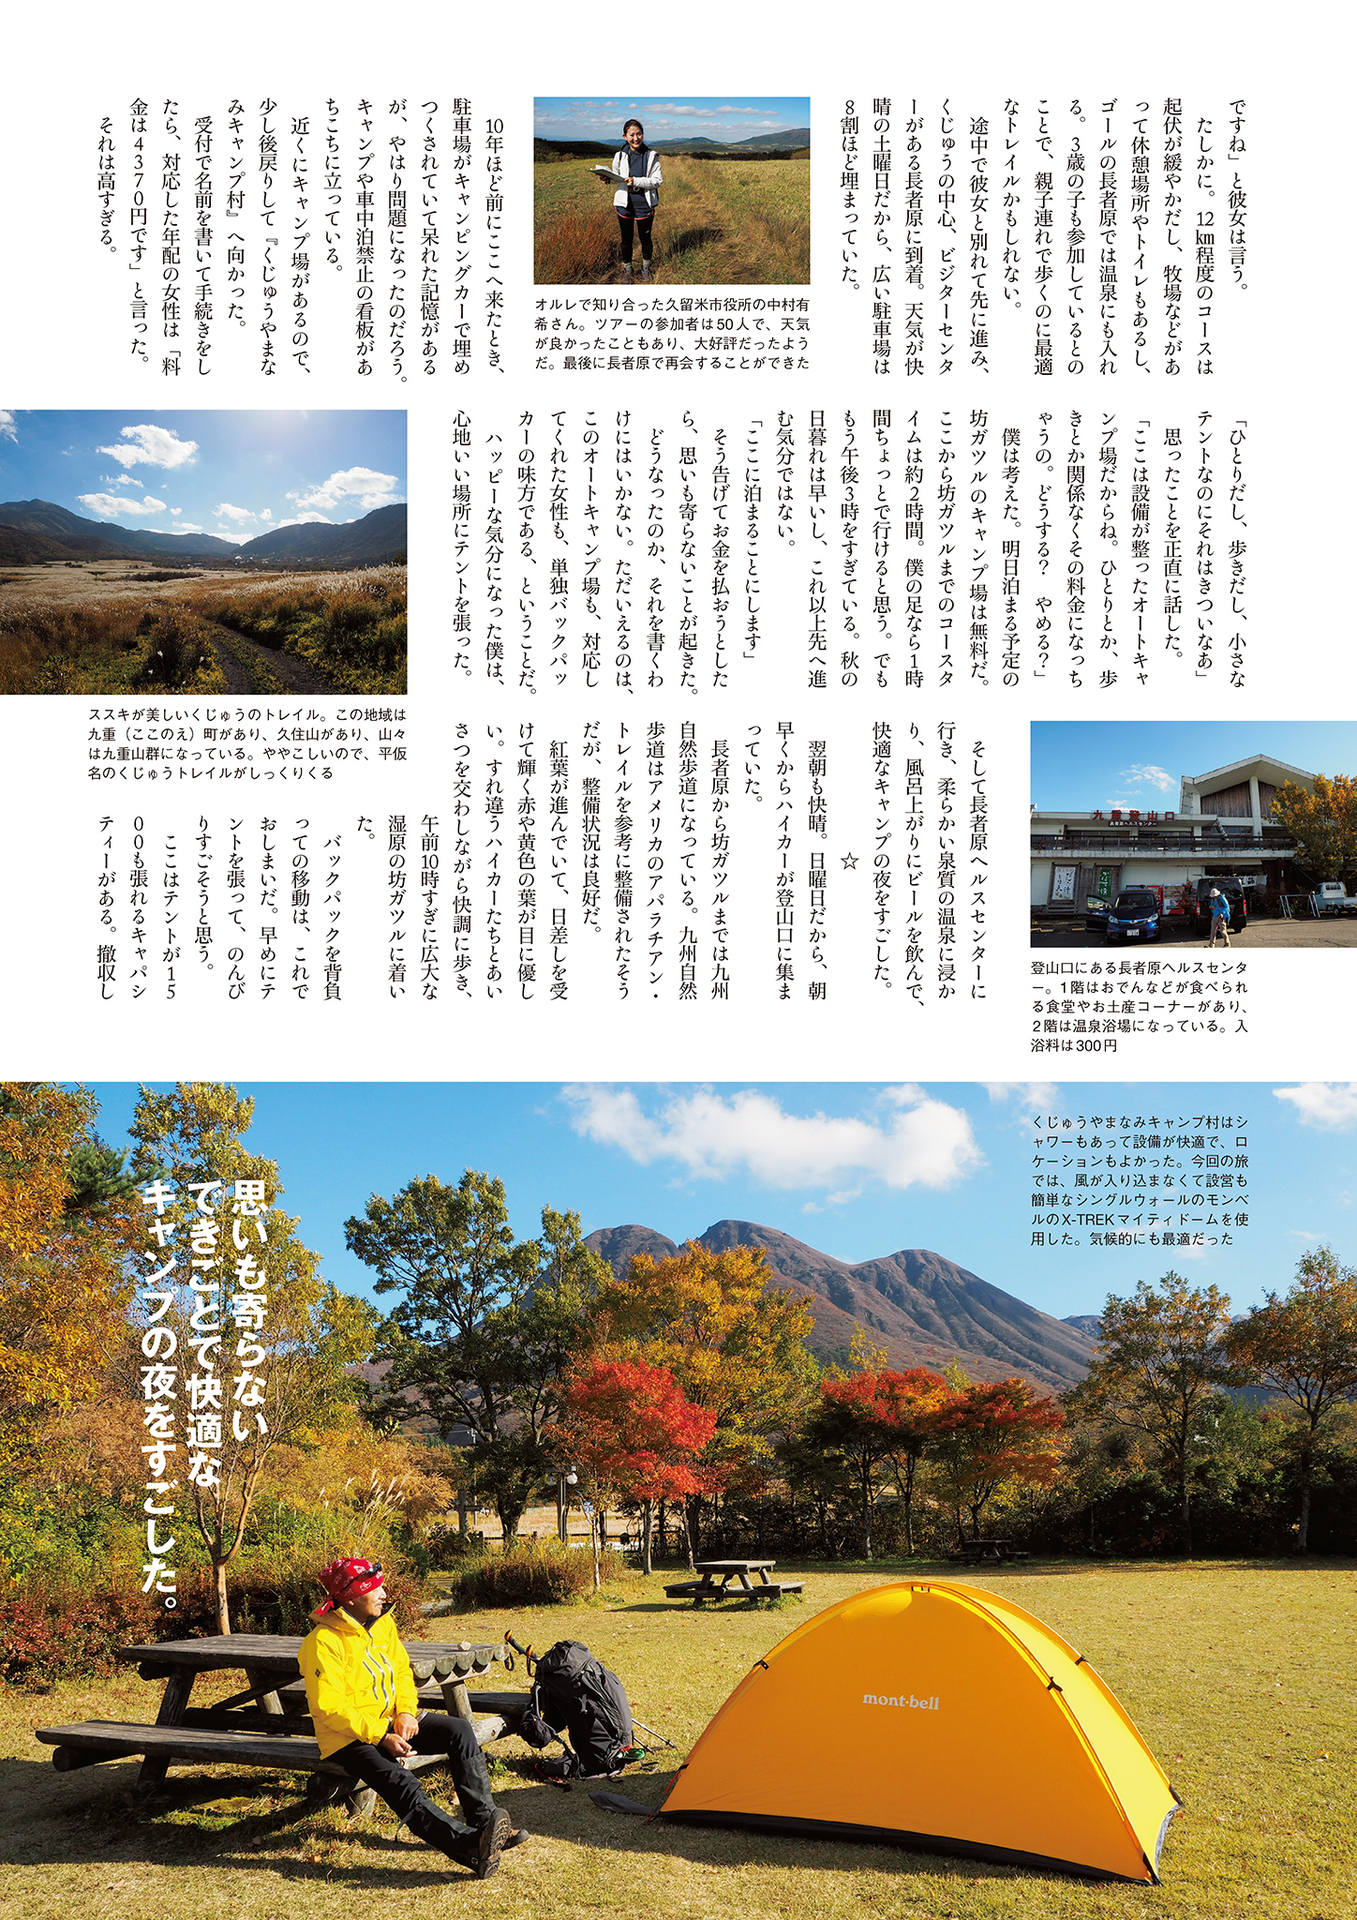 ですね」と彼女は言う。
　たしかに。12㎞程度のコースは
起伏が緩やかだし、牧場などがあ
って休憩場所やトイレもあるし、
ゴールの長者原では温泉にも入れ
る。3歳の子も参加しているとの
ことで、親子連れで歩くのに最適
なトレイルかもしれない。
　途中で彼女と別れて先に進み、
くじゅうの中心、ビジターセンタ
ーがある長者原に到着。天気が快
晴の土曜日だから、広い駐車場は
8割ほど埋まっていた。
オルレで知り合った久留米市役所の中村有
希さん。ツアーの参加者は50人で、天気
が良かったこともあり、大好評だったよう
だ。最後に長者原で再会することができた
　10年ほど前にここへ来たとき、
駐車場がキャンピングカーで埋め
つくされていて呆れた記憶がある
が、やはり問題になったのだろう。
キャンプや車中泊禁止の看板があ
ちこちに立っている。
　近くにキャンプ場があるので、
少し後戻りして『くじゅうやまな
みキャンプ村』へ向かった。
　受付で名前を書いて手続きをし
たら、対応した年配の女性は「料
金は4370円です」と言った。
　それは高すぎる。
「ひとりだし、歩きだし、小さな
テントなのにそれはきついなあ」
　思ったことを正直に話した。
「ここは設備が整ったオートキャ
ンプ場だからね。ひとりとか、歩
きとか関係なくその料金になっち
ゃうの。どうする？　やめる？」
　僕は考えた。明日泊まる予定の
坊ガツルのキャンプ場は無料だ。
ここから坊ガツルまでのコースタ
イムは約2時間。僕の足なら1時
間ちょっとで行けると思う。でも
もう午後3時をすぎている。秋の
日暮れは早いし、これ以上先へ進
む気分ではない。
「ここに泊まることにします」
　そう告げてお金を払おうとした
ら、思いも寄らないことが起きた。
　どうなったのか、それを書くわ
けにはいかない。ただいえるのは、
このオートキャンプ場も、対応し
てくれた女性も、単独バックパッ
カーの味方である、ということだ。
　ハッピーな気分になった僕は、
心地いい場所にテントを張った。
ススキが美しいくじゅうのトレイル。この地域は
九重（ここのえ）町があり、久住山があり、山々
は九重山群になっている。ややこしいので、平仮
名のくじゅうトレイルがしっくりくる
九重登山口
長者原ヘルスセンター
登山口にある長者原ヘルスセンタ
ー。1階はおでんなどが食べられ
る食堂やお土産コーナーがあり、
2階は温泉浴場になっている。入
浴料は300円
　そして長者原ヘルスセンターに
行き、柔らかい泉質の温泉に浸か
り、風呂上がりにビールを飲んで、
快適なキャンプの夜をすごした。
☆
　翌朝も快晴。日曜日だから、朝
早くからハイカーが登山口に集ま
っていた。
　長者原から坊ガツルまでは九州
自然歩道になっている。九州自然
歩道はアメリカのアパラチアン・
トレイルを参考に整備されたそう
だが、整備状況は良好だ。
　紅葉が進んでいて、日差しを受
けて輝く赤や黄色の葉が目に優し
い。すれ違うハイカーたちとあい
さつを交わしながら快調に歩き、
午前10時すぎに広大な
湿原の坊ガツルに着い
た。
　バックパックを背負
っての移動は、これで
おしまいだ。早めにテ
ントを張って、のんび
りすごそうと思う。
　ここはテントが15
00も張れるキャパシ
ティーがある。撤収し
くじゅうやまなみキャンプ村はシ
ャワーもあって設備が快適で、ロ
ケーションもよかった。今回の旅
では、風が入り込まなくて設営も
簡単なシングルウォールのモンベ
ルのX-TREKマイティドームを使
用した。気候的にも最適だった
思いも寄らない
できごとで快適な
キャンプの夜をすごした。
mont-bell